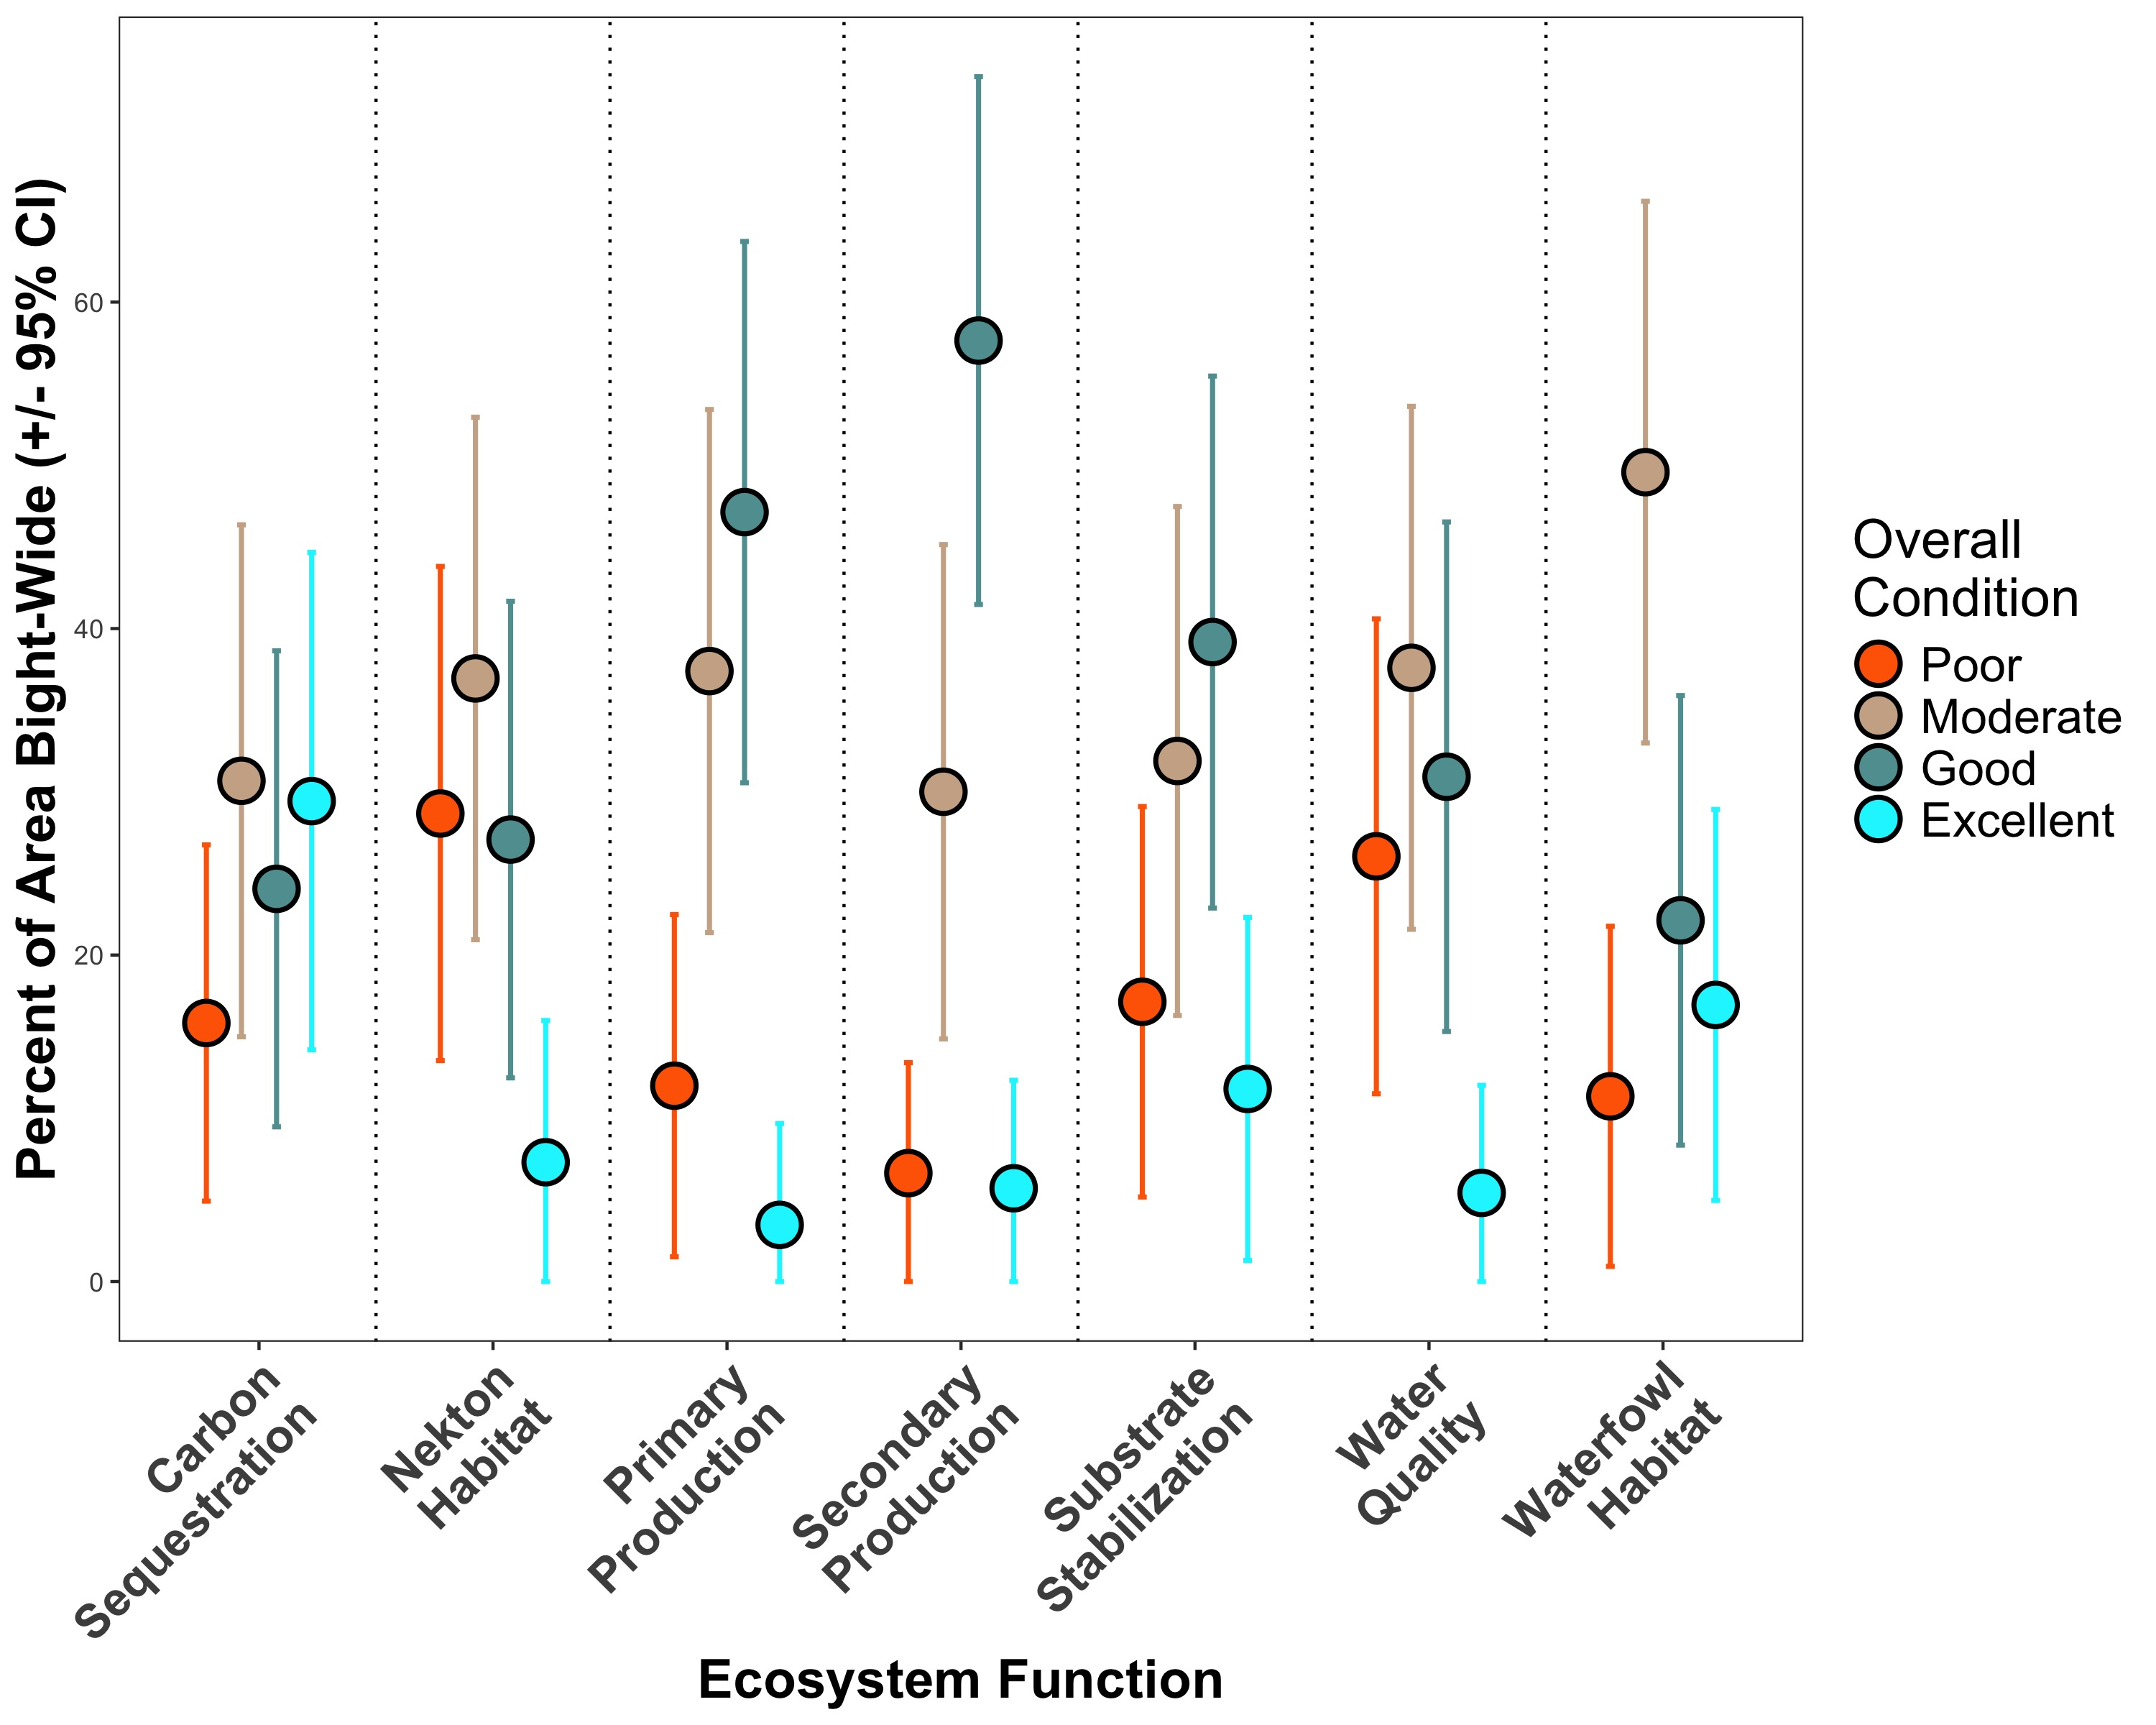 Percent of Area Bight-Wide (+/- 95% CI)
60
40
20
0
Carbon
Sequestration
Nekton
Habitat
Primary
Production
Secondary
Production
Substrate
Stabilization
Water
Quality
Waterfowl
Habitat
Ecosystem Function
Overall
Condition
Poor
Moderate
Good
Excellent